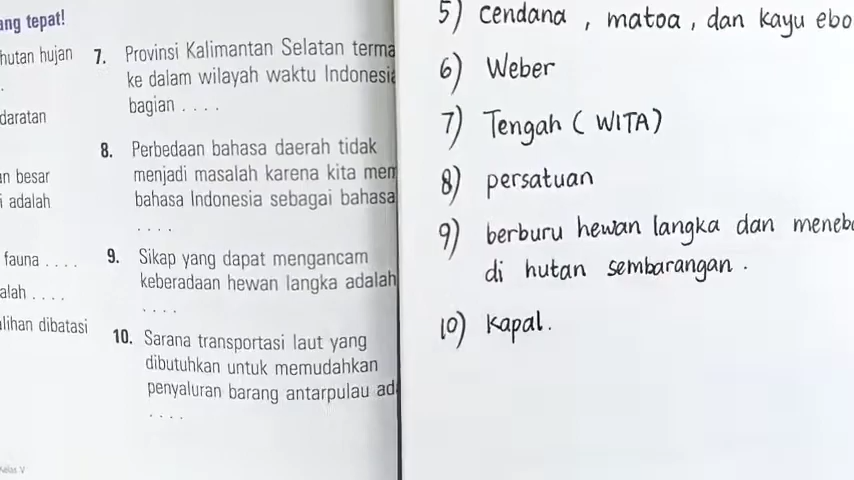 ang tepat!
hutan hujan
daratan
an besar
i adalah
fauna . . . .
alah . . . .
alihan dibatasi
7. Provinsi Kalimantan Selatan terma
ke dalam wilayah waktu Indonesia
bagian . . . .
8. Perbedaan bahasa daerah tidak
menjadi masalah karena kita mem
bahasa Indonesia sebagai bahasa
. . . .
9. Sikap yang dapat mengancam
keberadaan hewan langka adalah
. . . .
10. Sarana transportasi laut yang
dibutuhkan untuk memudahkan
penyaluran barang antarpulau ada
. . . .
Kelas V
5) Cendana , matoa , dan kayu ebo
6) Weber
7) Tengah ( WITA )
8) persatuan
9) berburu hewan langka dan meneba
di hutan sembarangan .
10) Kapal.